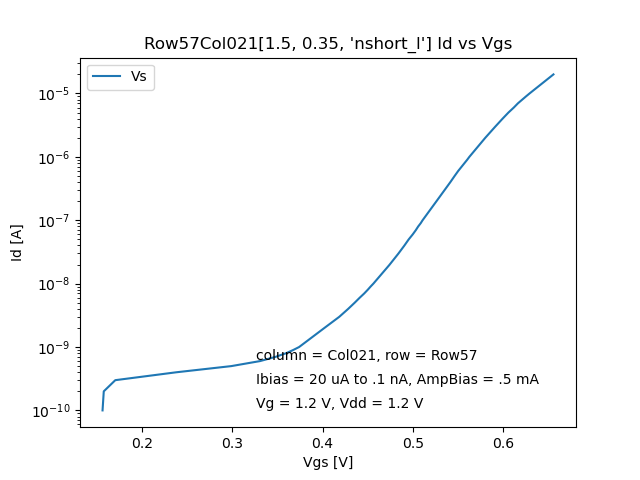 Row57Col021[1.5, 0.35, 'nshort_l'] Id vs Vgs
Vs
10⁻⁵
10⁻⁶
10⁻⁷
10⁻⁸
10⁻⁹
10⁻¹⁰
Id [A]
column = Col021, row = Row57
Ibias = 20 uA to .1 nA, AmpBias = .5 mA
Vg = 1.2 V, Vdd = 1.2 V
0.2 0.3 0.4 0.5 0.6
Vgs [V]